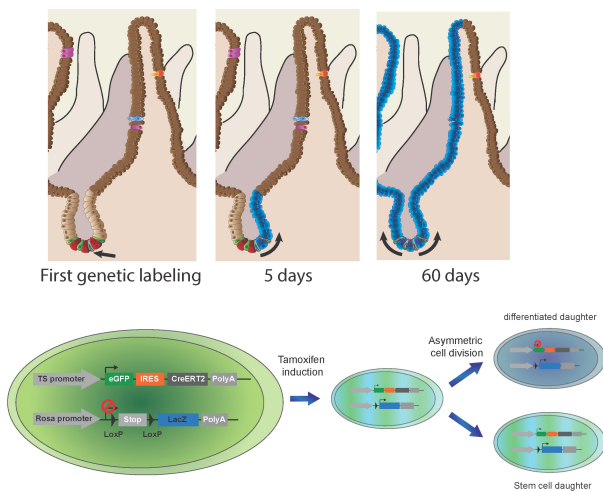 First genetic labeling
5 days
60 days
differentiated daughter
Asymmetric
cell division
Tamoxifen
induction
TS promoter
eGFP
IRES
CreERT2
PolyA
Rosa promoter
Stop
LacZ
PolyA
LoxP
LoxP
Stem cell daughter